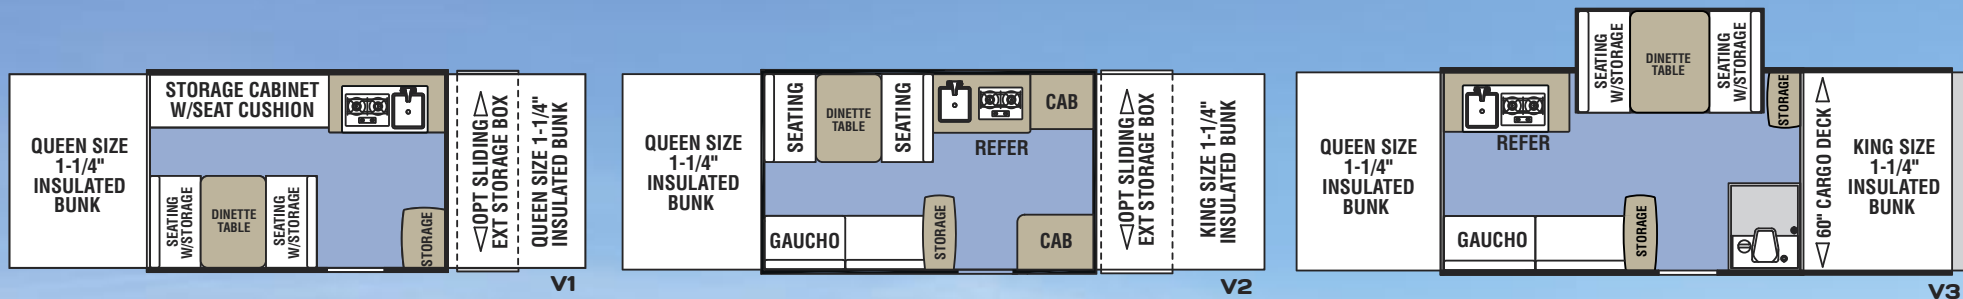 QUEEN SIZE
1-1/4"
INSULATED
BUNK
STORAGE CABINET
W/SEAT CUSHION
SEATING
W/STORAGE
DINETTE
TABLE
SEATING
W/STORAGE
STORAGE
◁OPT SLIDING▷
EXT STORAGE BOX
QUEEN SIZE 1-1/4"
INSULATED BUNK
V1
QUEEN SIZE
1-1/4"
INSULATED
BUNK
SEATING
DINETTE
TABLE
SEATING
CAB
REFER
GAUCHO
STORAGE
CAB
◁OPT SLIDING▷
EXT STORAGE BOX
KING SIZE 1-1/4"
INSULATED BUNK
V2
QUEEN SIZE
1-1/4"
INSULATED
BUNK
SEATING
W/STORAGE
DINETTE
TABLE
SEATING
W/STORAGE
REFER
STORAGE
GAUCHO
STORAGE
◁ 60" CARGO DECK ▷
KING SIZE
1-1/4"
INSULATED
BUNK
V3